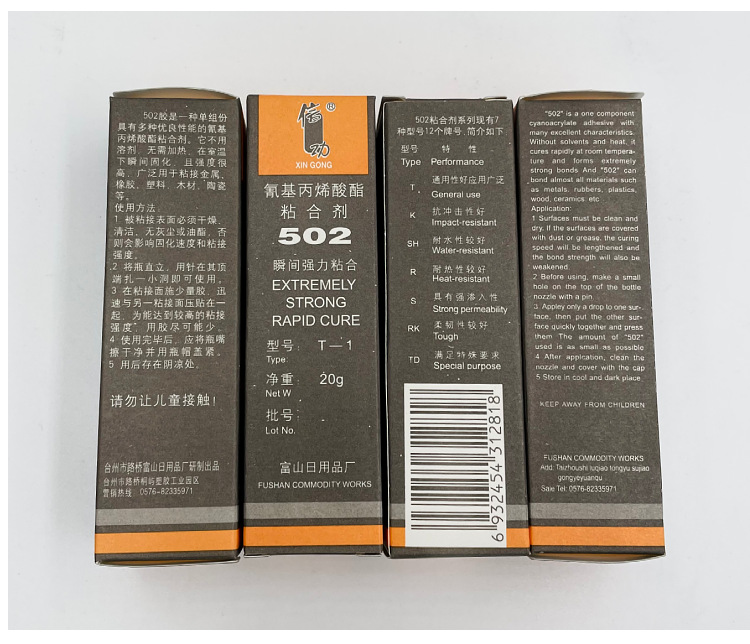 502胶是一种单组份
具有多种优良性能的氰基
丙烯酸酯粘合剂。它不用
溶剂，无需加热，在室温
下瞬间固化，且强度很
高，广泛用于粘接金属、
橡胶、塑料、木材、陶瓷
等。
使用方法:
1 被粘接表面必须干燥、
清洁、无灰尘或油酯，否
则会影响固化速度和粘接
强度。
2 将瓶直立，用针在其顶
端扎一小洞即可使用。
3 在粘接面施少量胶，迅
速与另一粘接面压贴在一
起，为能达到较高的粘接
强度，用胶尽可能少。
4 使用完毕后，应将瓶嘴
擦于净并用瓶帽盖紧。
5 用后存在阴凉处。
请勿让儿童接触!
台州市路桥富山日用品厂研制出品
台州市路桥桐屿塑胶工业园区
营销热线: 0576-82335971
信功®
XIN GONG
氰基丙烯酸酯
粘合剂
502
瞬间强力粘合
EXTREMELY
STRONG
RAPID CURE
型号: T—1
Type:
净重 20g
Net W
批号:
Lot No.
富山日用品厂
FUSHAN COMMODITY WORKS
502粘合剂系列现有7
种型号12个牌号,简介如下
型号 特 性
Type Performance
T 通用性好应用广泛
General use
K 抗冲击性好
Impact-resistant
SH 耐水性较好
Water-resistant
R 耐热性较好
Heat-resistant
S 具有强渗入性
Strong permeability
RK 柔韧性较好
Tough
TD 满足特殊要求
Special purpose
6 932454 312818
"502" is a one component
cyanoacrylate adhesive with
many excellent characteristics.
Without solvents and heat, it
cures rapidly at room tempera-
ture and forms extremely
strong bonds And "502" can
bond almost all materials such
as metals, rubbers, plastics,
wood, ceramics etc
Application:
1 Surfaces must be clean and
dry. If the surfaces are covered
with dust or grease, the curing
speed will be lengthened and
the bond strength will also be
weakened.
2 Before using, make a small
hole on the top of the bottle
nozzle with a pin.
3. Appley only a drop to one sur-
face, then put the other sur-
face quickly together and press
them The amount of "502"
used is as small as possible
4 After application, clean the
nozzle and cover with the cap
5 Store in cool and dark place
KEEP AWAY FROM CHILDREN
FUSHAN COMMODITY WORKS
Add: Taizhoushi luqiao tongyu sujiao
gongyeyuanqu
Sale Tel: 0576-82335971